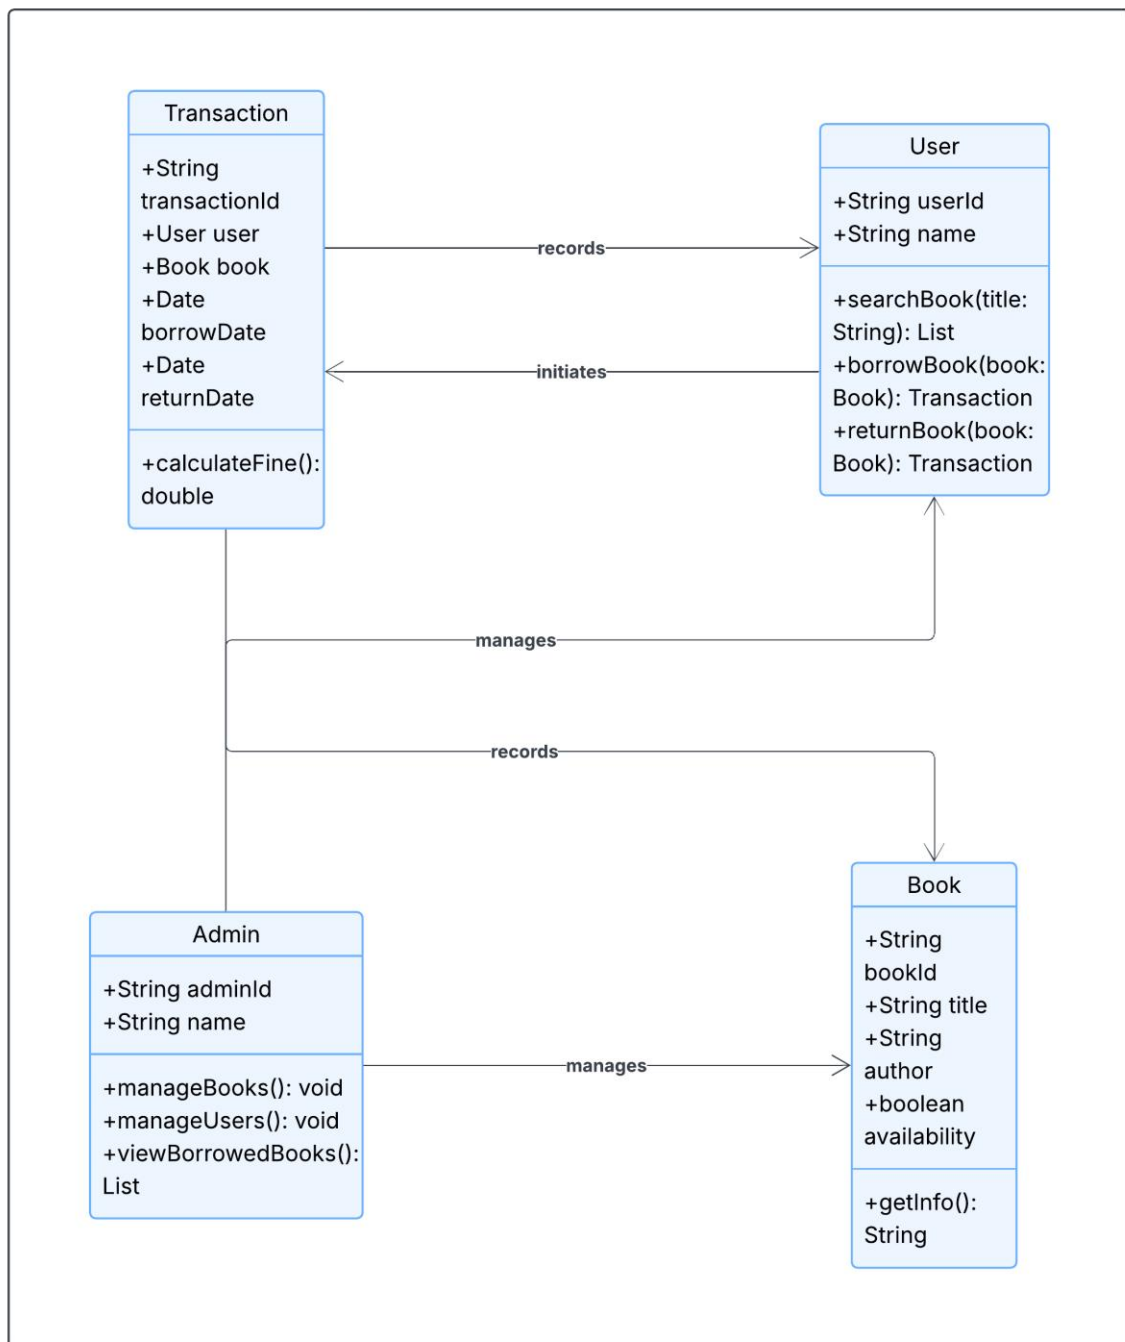 Transaction
+String
transactionId
+User user
+Book book
+Date
borrowDate
+Date
returnDate
+calculateFine():
double
User
+String userId
+String name
+searchBook(title:
String): List
+borrowBook(book:
Book): Transaction
+returnBook(book:
Book): Transaction
records
initiates
manages
records
Admin
+String adminId
+String name
+manageBooks(): void
+manageUsers(): void
+viewBorrowedBooks():
List
manages
Book
+String
bookId
+String title
+String
author
+boolean
availability
+getInfo():
String